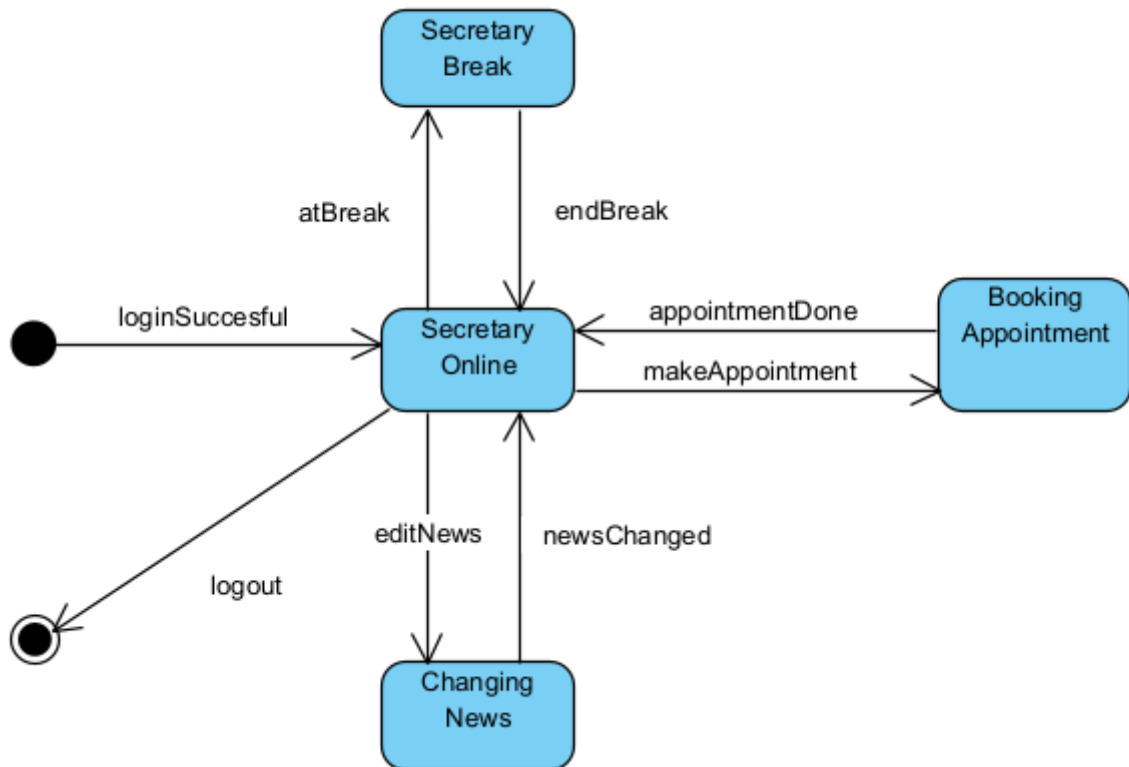 Secretary
Break
atBreak
endBreak
loginSuccesful
Secretary
Online
appointmentDone
makeAppointment
Booking
Appointment
editNews
newsChanged
logout
Changing
News